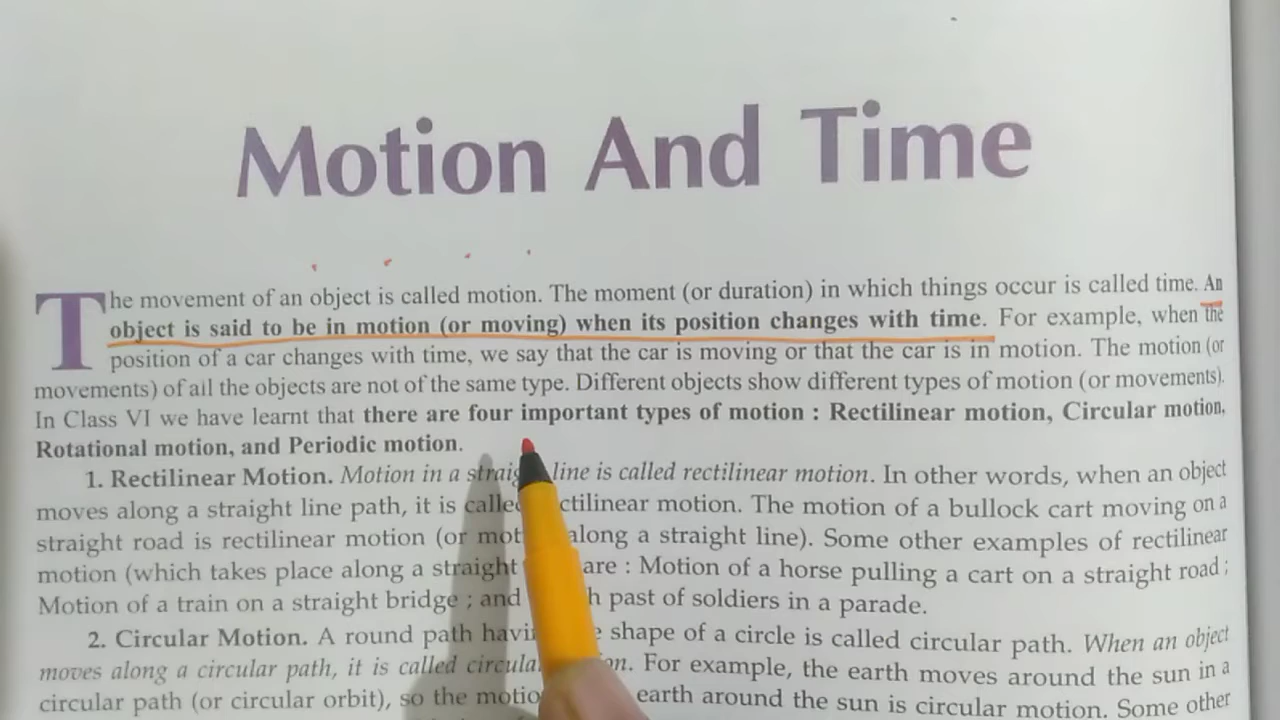 Motion And Time
The movement of an object is called motion. The moment (or duration) in which things occur is called time. An
object is said to be in motion (or moving) when its position changes with time. For example, when the
position of a car changes with time, we say that the car is moving or that the car is in motion. The motion (or
movements) of all the objects are not of the same type. Different objects show different types of motion (or movements).
In Class VI we have learnt that there are four important types of motion : Rectilinear motion, Circular motion,
Rotational motion, and Periodic motion.
1. Rectilinear Motion. Motion in a line is called rectilinear motion. In other words, when an object
moves along a straight line path, it is motion. The motion of a bullock cart moving on a
straight road is rectilinear motion (or along a straight line). Some other examples of rectilinear
motion (which takes place along a straight are : Motion of a horse pulling a cart on a straight road ;
Motion of a train on a straight bridge ; and past of soldiers in a parade.
2. Circular Motion. A round path shape of a circle is called circular path. When an object
moves along a circular path, it is called For example, the earth moves around the sun in a
circular path (or circular orbit), so the earth around the sun is circular motion. Some other